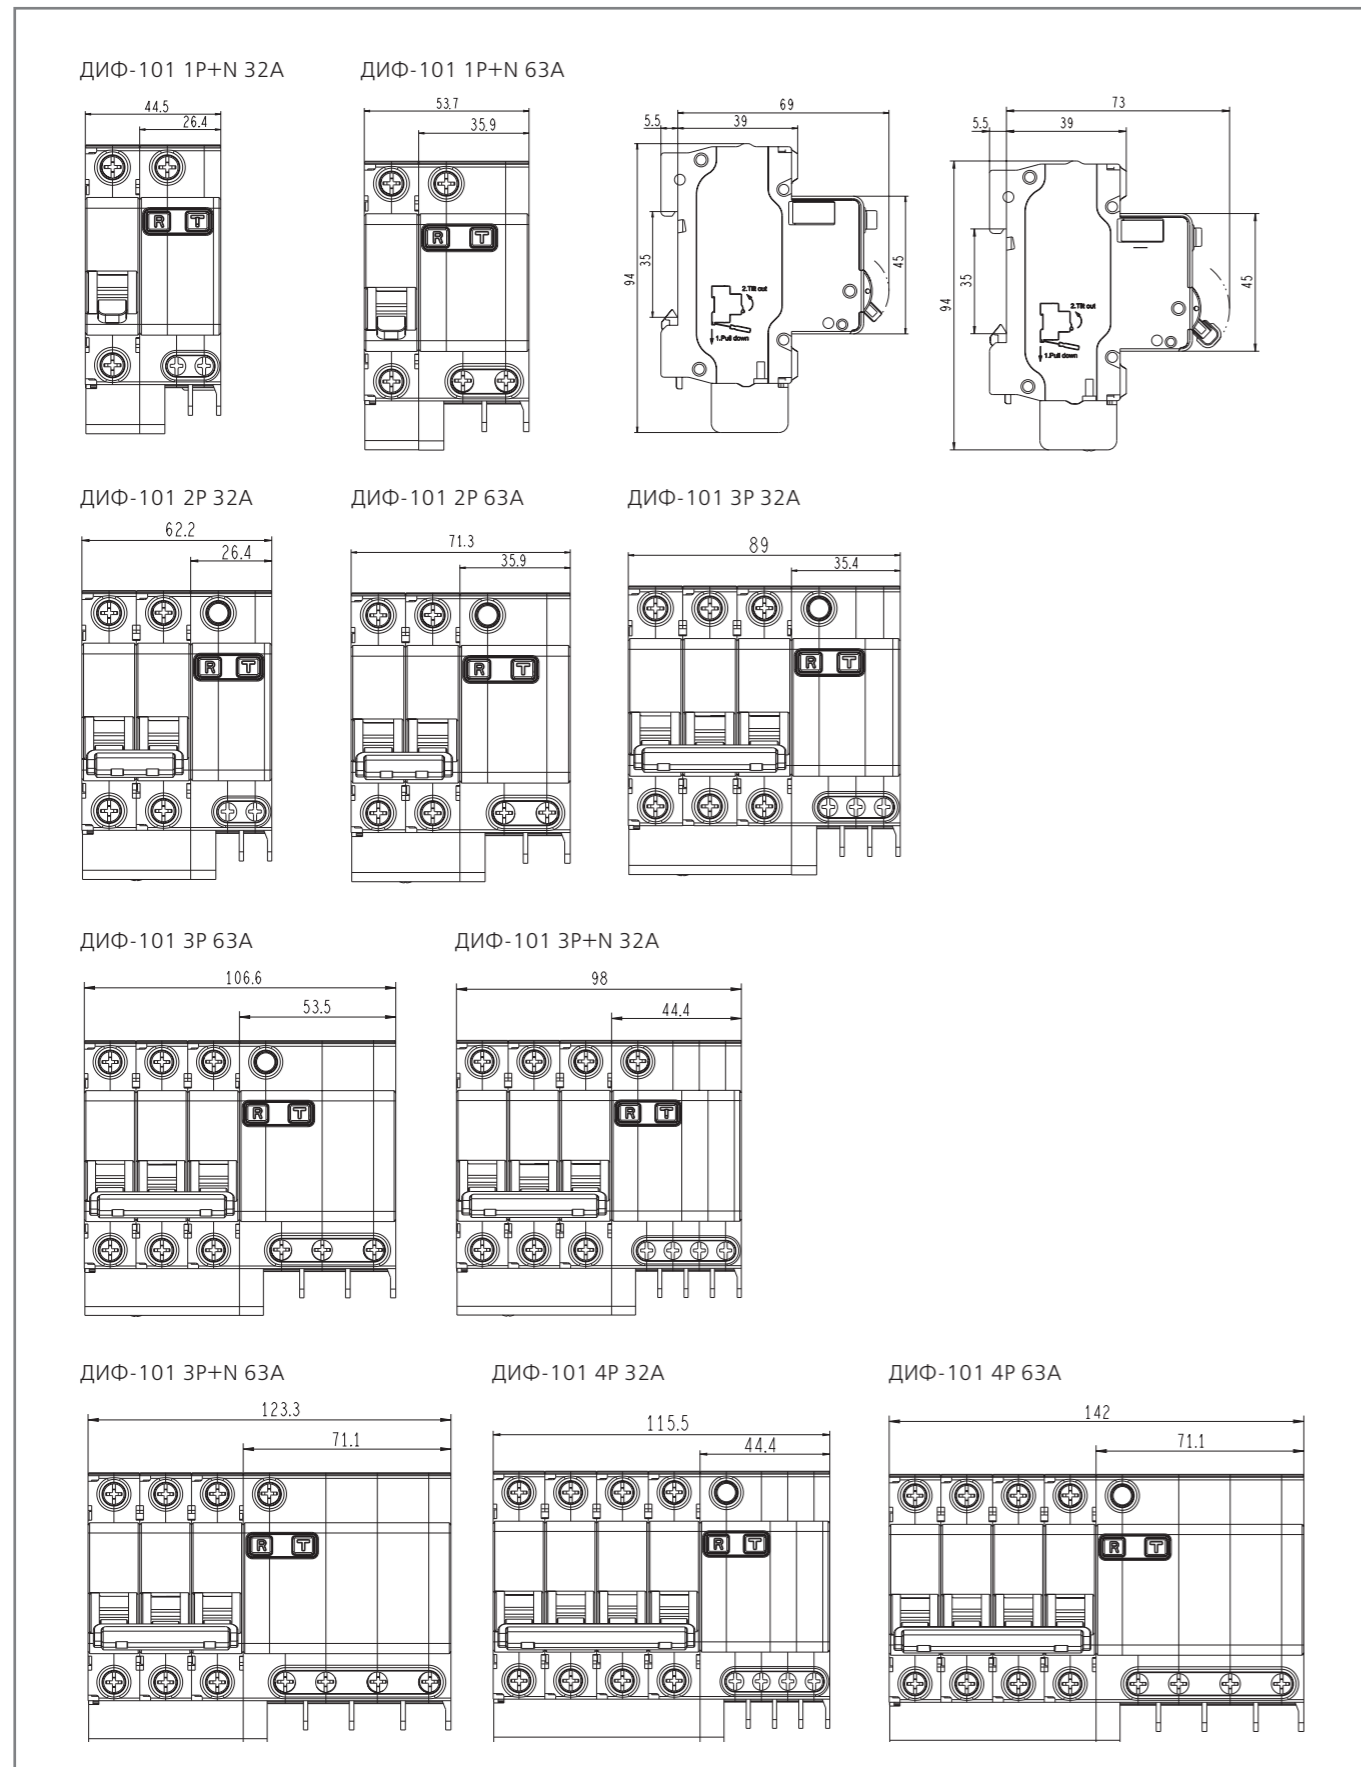 ДИФ-101 1P+N 32A
ДИФ-101 1P+N 63A
44.5
26.4
53.7
35.9
69
5.5
39
73
5.5
39
R T
R T
94
35
45
2.Tilt out
1.Pull down
94
35
45
2.Tilt out
1.Pull down
ДИФ-101 2P 32A
ДИФ-101 2P 63A
ДИФ-101 3P 32A
62.2
26.4
71.3
35.9
89
35.4
R T
R T
R T
ДИФ-101 3P 63A
ДИФ-101 3P+N 32A
106.6
53.5
98
44.4
R T
R T
ДИФ-101 3P+N 63A
ДИФ-101 4P 32A
ДИФ-101 4P 63A
123.3
71.1
115.5
44.4
142
71.1
R T
R T
R T